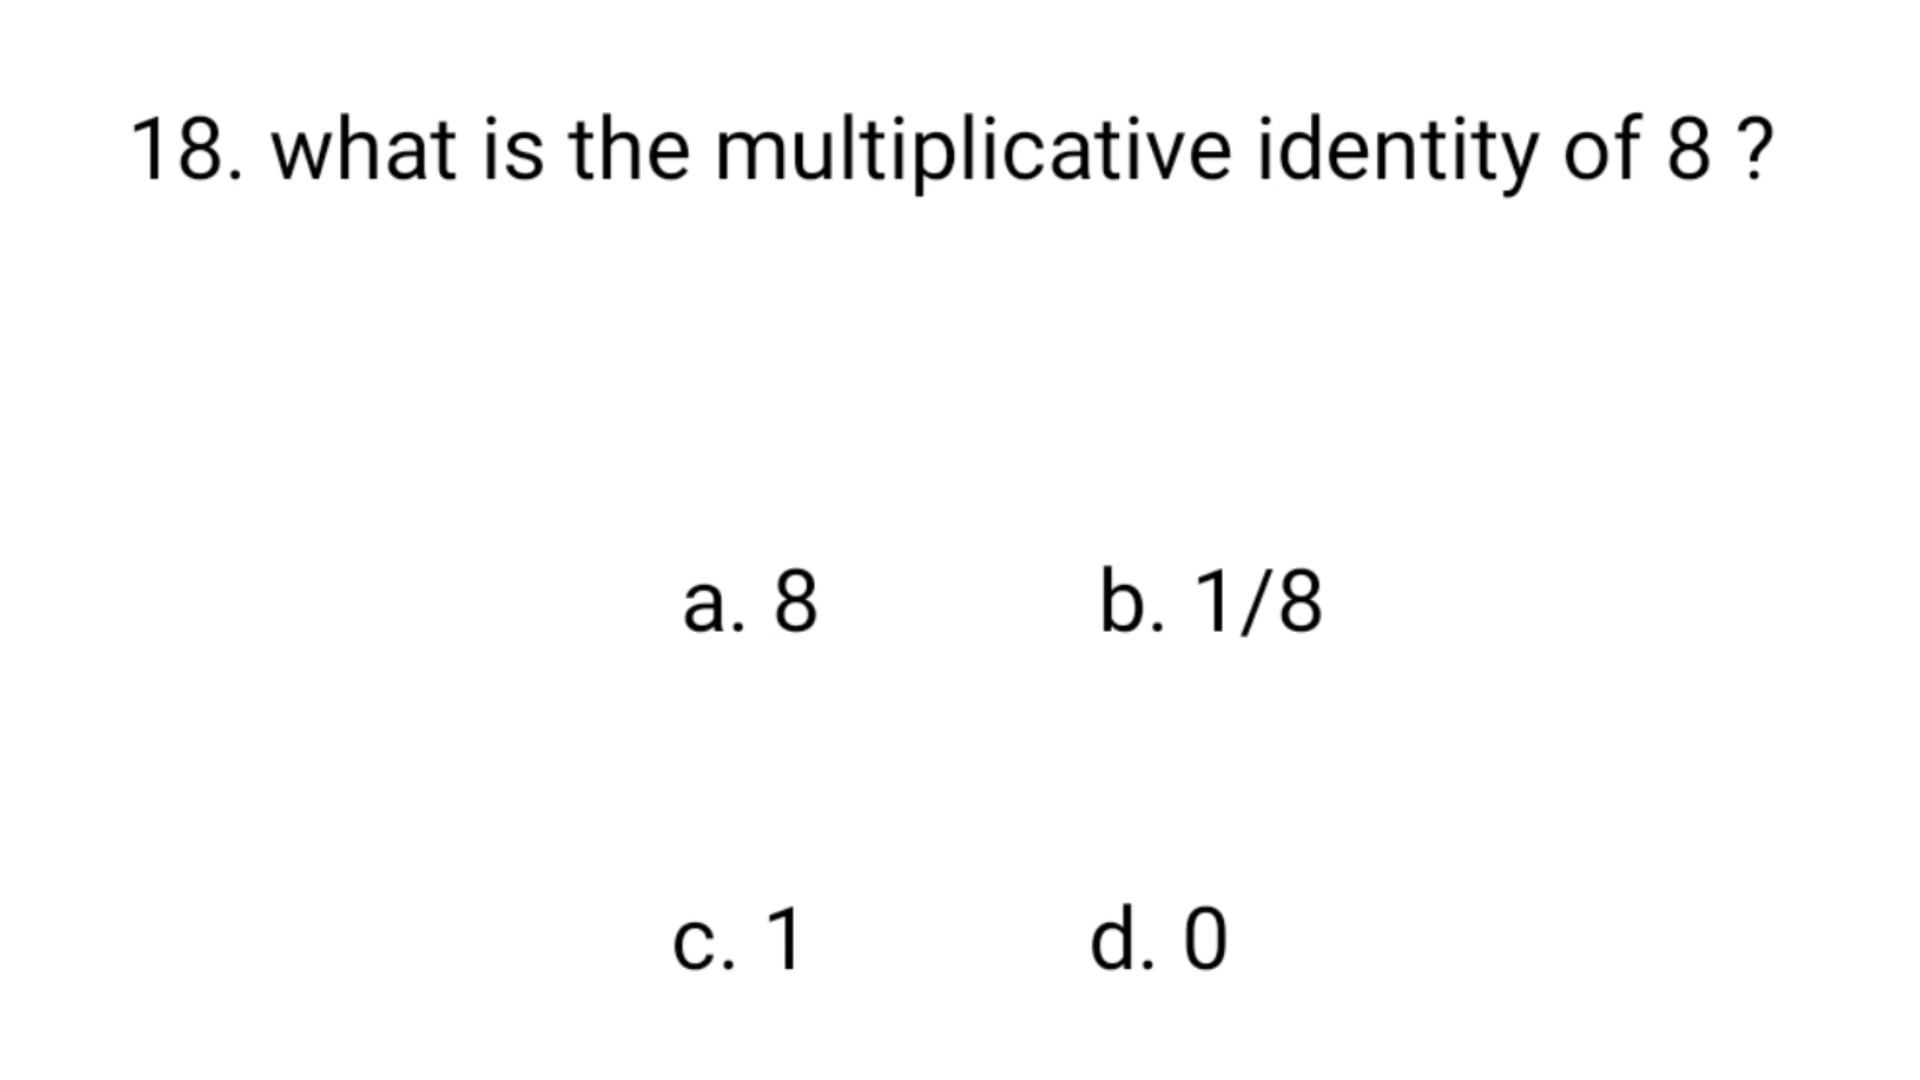 18. what is the multiplicative identity of 8 ?
a. 8 b. 1/8
c. 1 d. 0